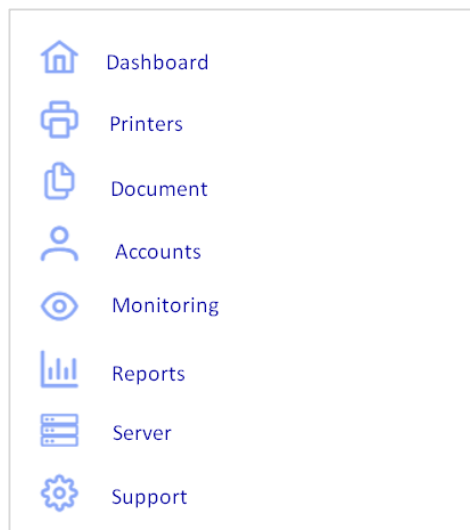 Dashboard
Printers
Document
Accounts
Monitoring
Reports
Server
Support